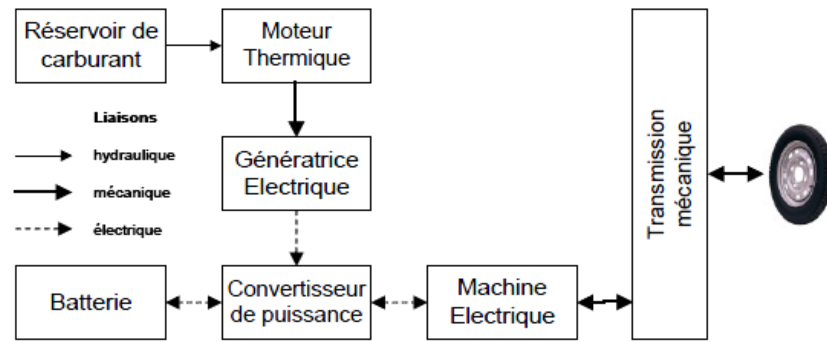 Réservoir de
carburant
Moteur
Thermique
Liaisons
hydraulique
mécanique
électrique
Génératrice
Electrique
Batterie
Convertisseur
de puissance
Machine
Electrique
Transmission
mécanique